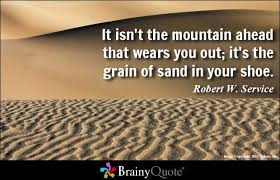 It isn't the mountain ahead
that wears you out; it's the
grain of sand in your shoe.
Robert W. Service
BrainyQuote®